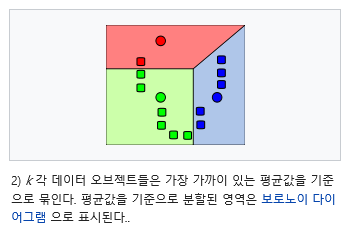 2) k 각 데이터 오브젝트들은 가장 가까이 있는 평균값을 기준
으로 묶인다. 평균값을 기준으로 분할된 영역은 보로노이 다이
어그램 으로 표시된다..